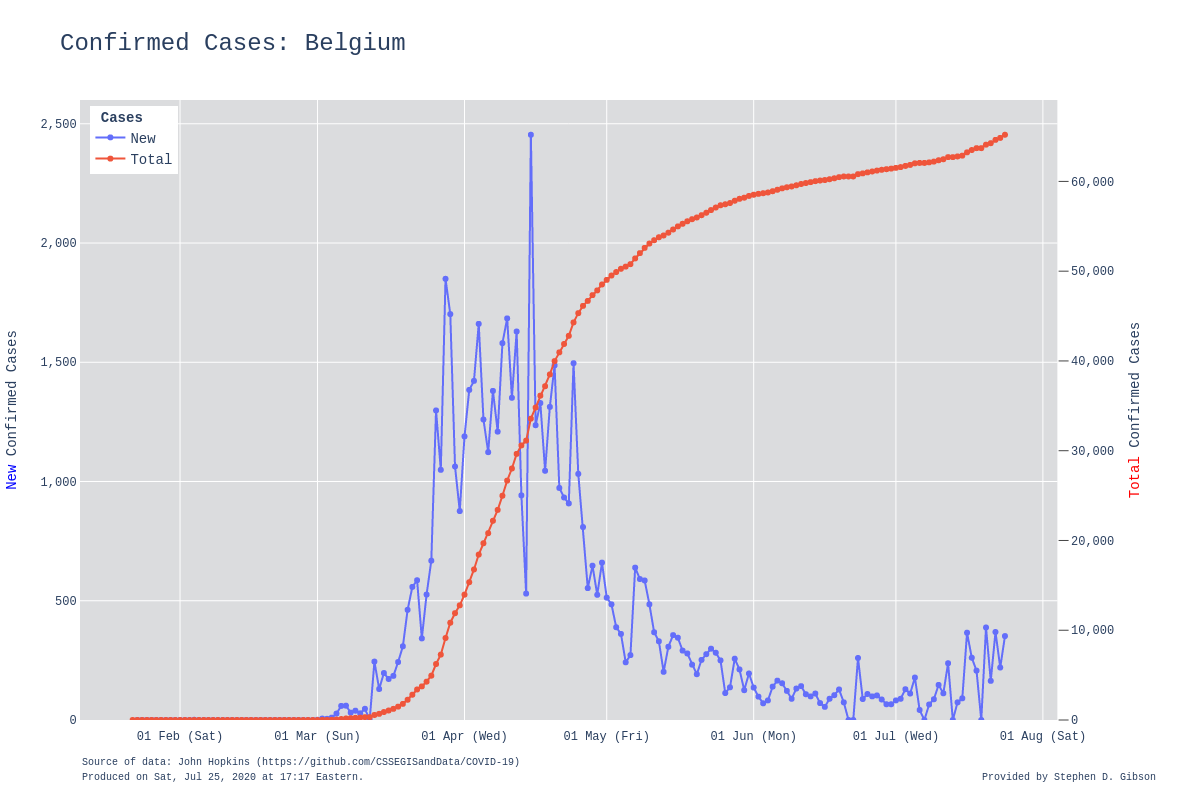 Confirmed Cases: Belgium
Cases
New
Total
2,500
2,000
1,500
1,000
500
0
New Confirmed Cases
60,000
50,000
40,000
30,000
20,000
10,000
0
Total Confirmed Cases
01 Feb (Sat)
01 Mar (Sun)
01 Apr (Wed)
01 May (Fri)
01 Jun (Mon)
01 Jul (Wed)
01 Aug (Sat)
Source of data: John Hopkins (https://github.com/CSSEGISandData/COVID-19)
Produced on Sat, Jul 25, 2020 at 17:17 Eastern.
Provided by Stephen D. Gibson